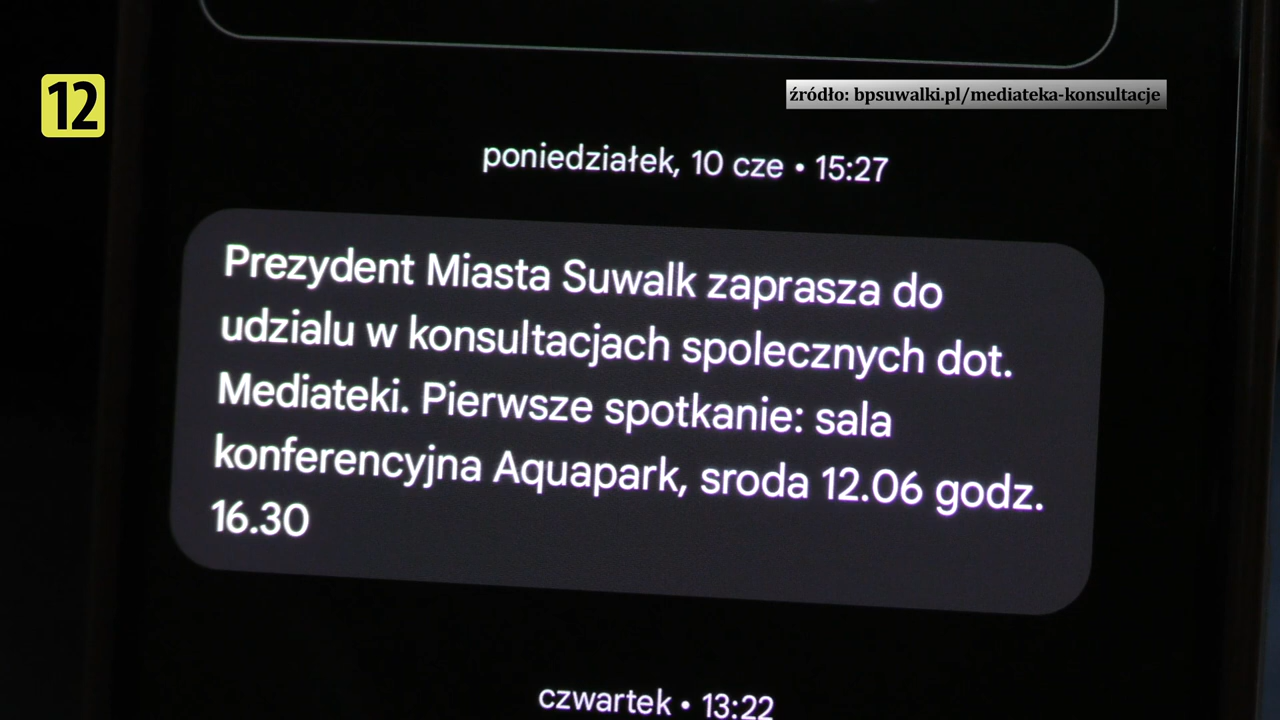 12
źródło: bpsuwalki.pl/mediateka-konsultacje
poniedziałek, 10 cze • 15:27
Prezydent Miasta Suwalk zaprasza do
udzialu w konsultacjach spolecznych dot.
Mediateki. Pierwsze spotkanie: sala
konferencyjna Aquapark, sroda 12.06 godz.
16.30
czwartek • 13:22